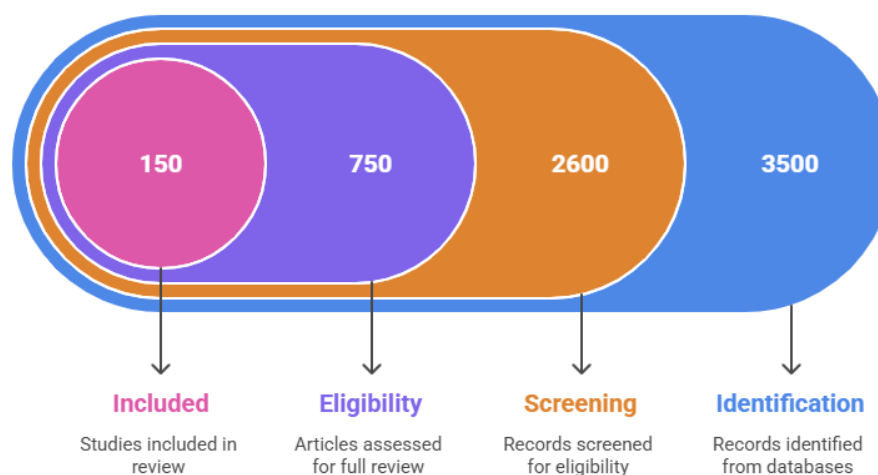 150 750 2600 3500
Included Eligibility Screening Identification
Studies included in Articles assessed Records screened Records identified
review for full review for eligibility from databases